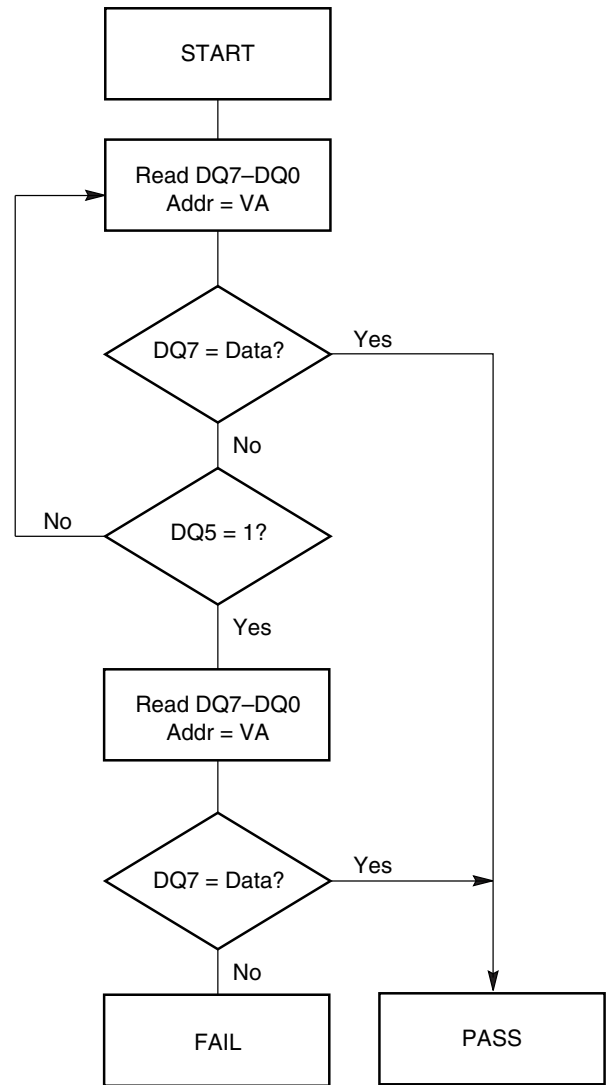 START
Read DQ7–DQ0
Addr = VA
DQ7 = Data?
Yes
No
No
DQ5 = 1?
Yes
Read DQ7–DQ0
Addr = VA
DQ7 = Data?
Yes
No
FAIL
PASS